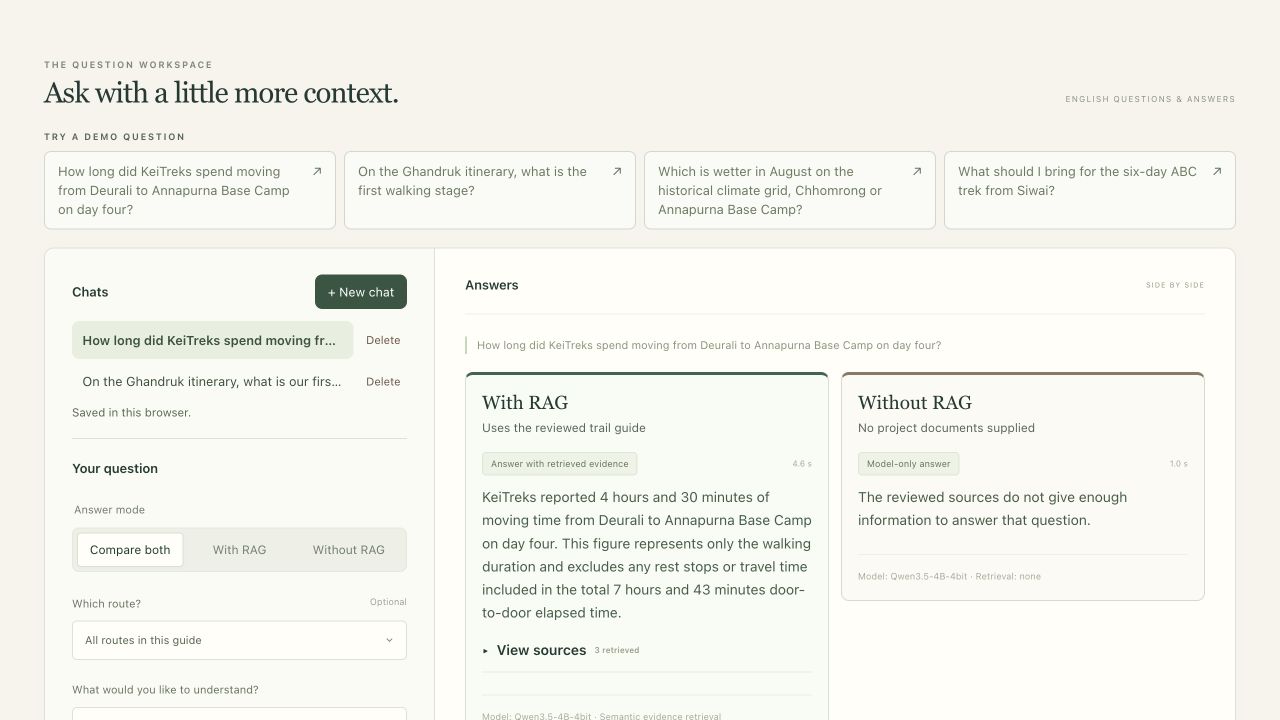 THE QUESTION WORKSPACE
Ask with a little more context.
ENGLISH QUESTIONS & ANSWERS
TRY A DEMO QUESTION
How long did KeiTreks spend moving
from Deurali to Annapurna Base Camp
on day four?
On the Ghandruk itinerary, what is the
first walking stage?
Which is wetter in August on the
historical climate grid, Chhomrong or
Annapurna Base Camp?
What should I bring for the six-day ABC
trek from Siwai?
Chats
+ New chat
How long did KeiTreks spend moving fr...
Delete
On the Ghandruk itinerary, what is our firs...
Delete
Saved in this browser.
Your question
Answer mode
Compare both
With RAG
Without RAG
Which route?
Optional
All routes in this guide
What would you like to understand?
Answers
SIDE BY SIDE
How long did KeiTreks spend moving from Deurali to Annapurna Base Camp on day four?
With RAG
Uses the reviewed trail guide
Answer with retrieved evidence
4.6 s
KeiTreks reported 4 hours and 30 minutes of
moving time from Deurali to Annapurna Base Camp
on day four. This figure represents only the walking
duration and excludes any rest stops or travel time
included in the total 7 hours and 43 minutes door-
to-door elapsed time.
View sources
3 retrieved
Model: Qwen3.5-4B-4bit · Semantic evidence retrieval
Without RAG
No project documents supplied
Model-only answer
1.0 s
The reviewed sources do not give enough
information to answer that question.
Model: Qwen3.5-4B-4bit · Retrieval: none